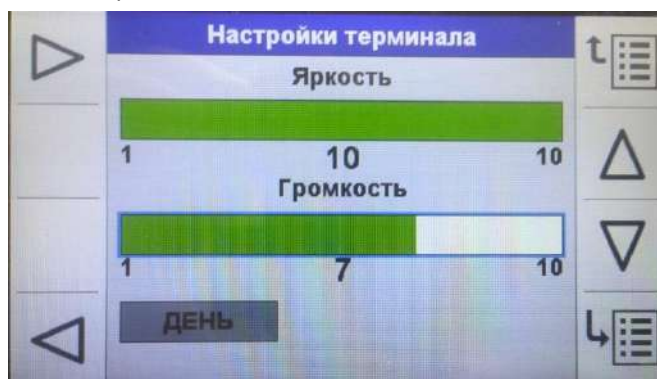 Настройки терминала
Яркость
1 10 10
Громкость
1 7 10
ДЕНЬ